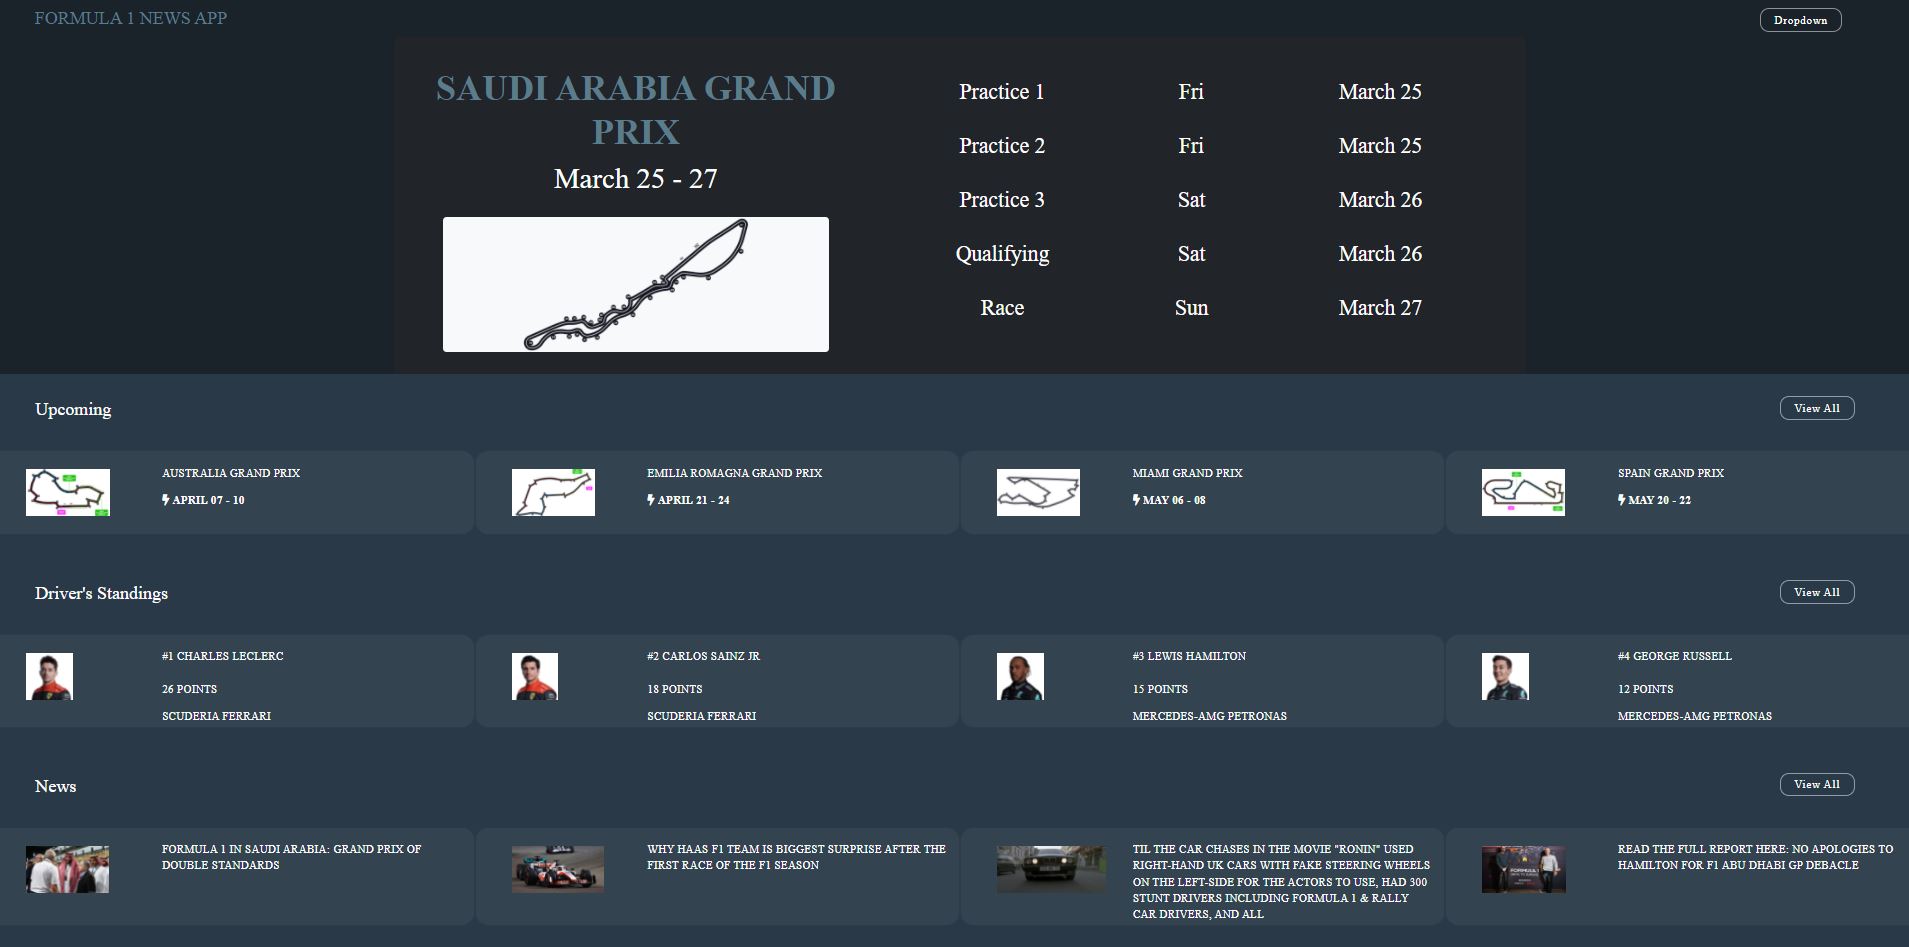 FORMULA 1 NEWS APP
Dropdown
SAUDI ARABIA GRAND
PRIX
March 25 - 27
Practice 1 Fri March 25
Practice 2 Fri March 25
Practice 3 Sat March 26
Qualifying Sat March 26
Race Sun March 27
Upcoming
View All
AUSTRALIA GRAND PRIX
APRIL 07 - 10
EMILIA ROMAGNA GRAND PRIX
APRIL 21 - 24
MIAMI GRAND PRIX
MAY 06 - 08
SPAIN GRAND PRIX
MAY 20 - 22
Driver's Standings
View All
#1 CHARLES LECLERC
26 POINTS
SCUDERIA FERRARI
#2 CARLOS SAINZ JR
18 POINTS
SCUDERIA FERRARI
#3 LEWIS HAMILTON
15 POINTS
MERCEDES-AMG PETRONAS
#4 GEORGE RUSSELL
12 POINTS
MERCEDES-AMG PETRONAS
News
View All
FORMULA 1 IN SAUDI ARABIA: GRAND PRIX OF
DOUBLE STANDARDS
WHY HAAS F1 TEAM IS BIGGEST SURPRISE AFTER THE
FIRST RACE OF THE F1 SEASON
TIL THE CAR CHASES IN THE MOVIE "RONIN" USED
RIGHT-HAND UK CARS WITH FAKE STEERING WHEELS
ON THE LEFT-SIDE FOR THE ACTORS TO USE, HAD 300
STUNT DRIVERS INCLUDING FORMULA 1 & RALLY
CAR DRIVERS, AND ALL
FORMULA 1
READ THE FULL REPORT HERE: NO APOLOGIES TO
HAMILTON FOR F1 ABU DHABI GP DEBACLE